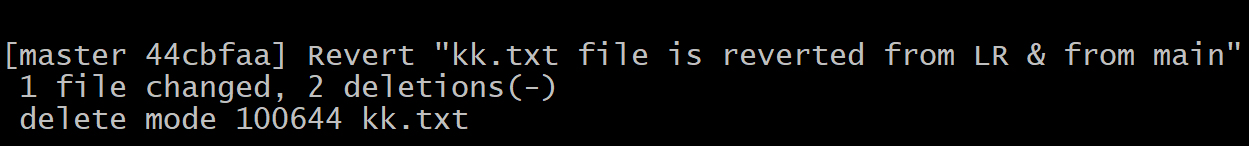 [master 44cbfaa] Revert "kk.txt file is reverted from LR & from main"
1 file changed, 2 deletions(-)
delete mode 100644 kk.txt